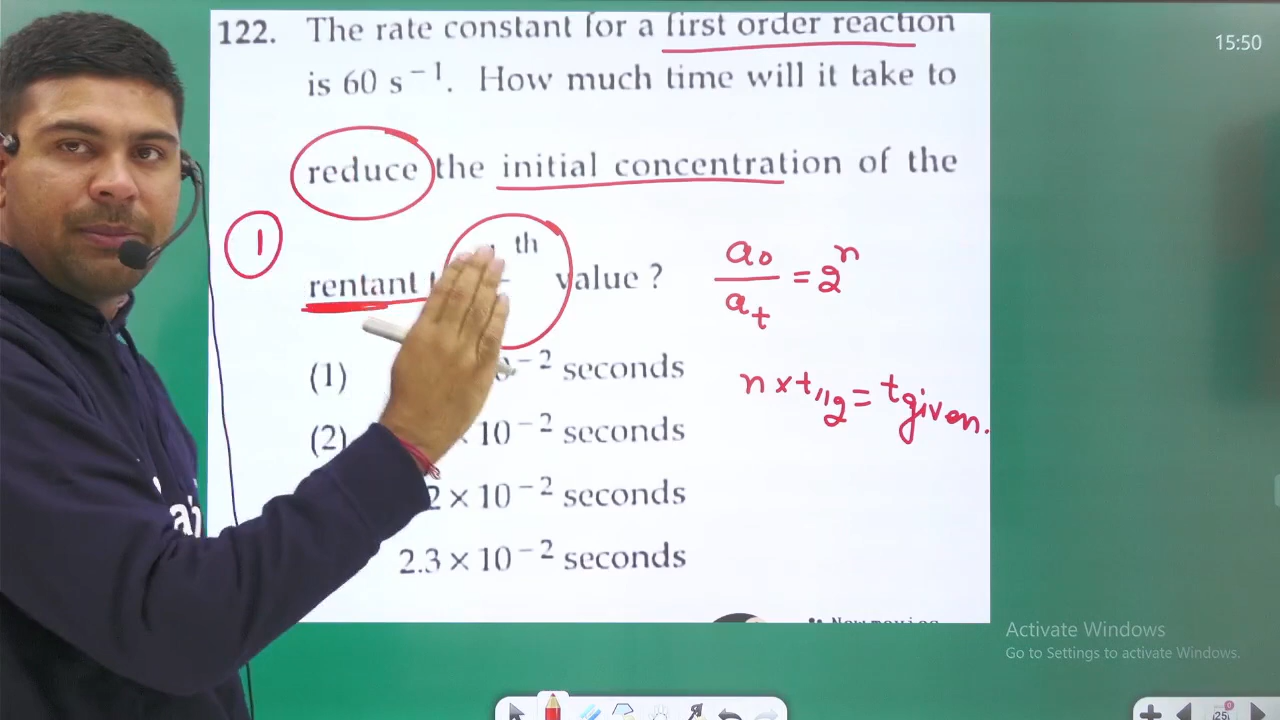 15:50
122. The rate constant for a first order reaction
is 60 s⁻¹. How much time will it take to
reduce the initial concentration of the
1
rentant th value ?
a₀/aₜ = 2ⁿ
n × t₁/₂ = tgiven.
(1) ⁻² seconds
(2) × 10⁻² seconds
2 × 10⁻² seconds
2.3 × 10⁻² seconds
Activate Windows
Go to Settings to activate Windows.